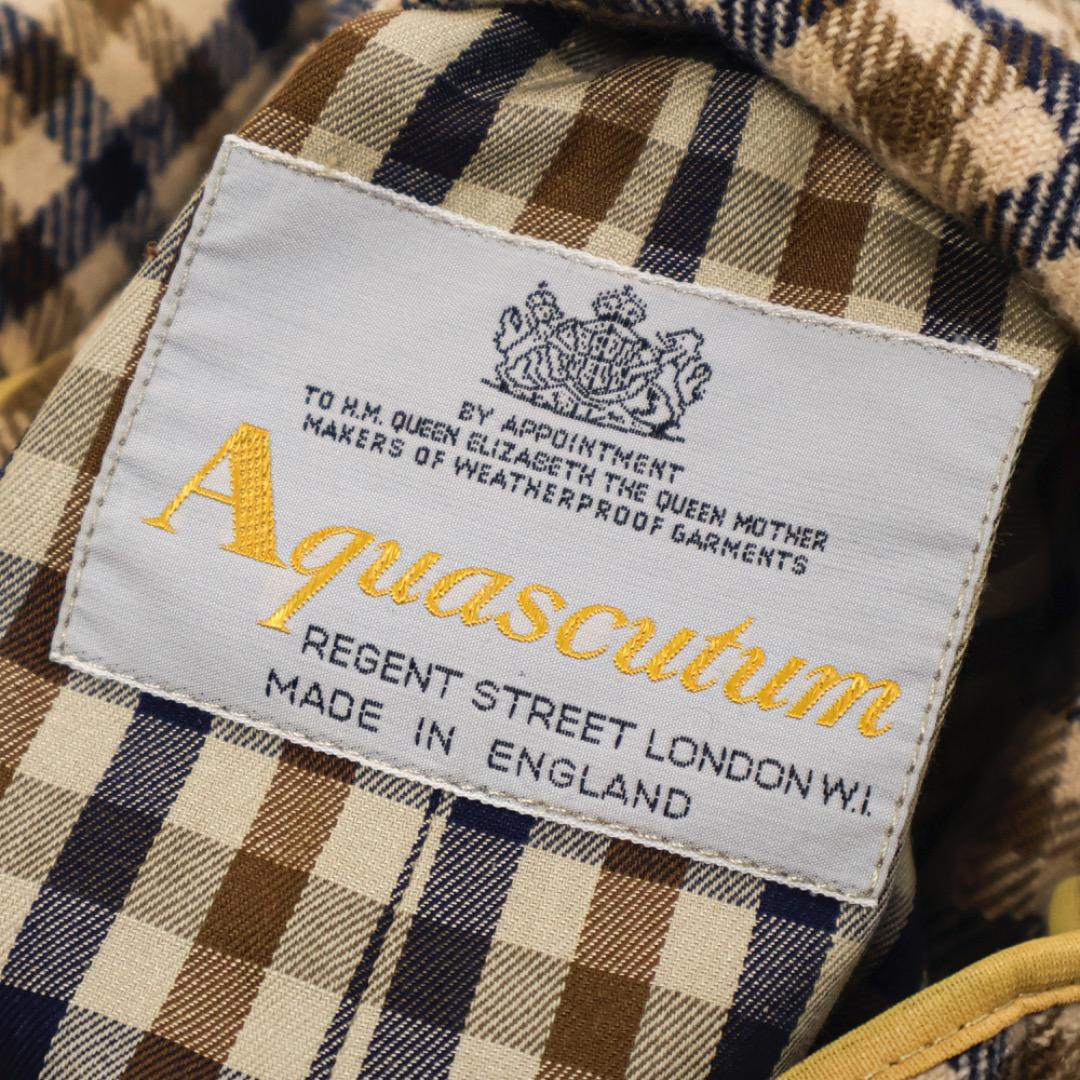 BY APPOINTMENT
TO H.M. QUEEN ELIZABETH THE QUEEN MOTHER
MAKERS OF WEATHERPROOF GARMENTS
Aquascutum
REGENT STREET LONDON W.I.
MADE IN ENGLAND